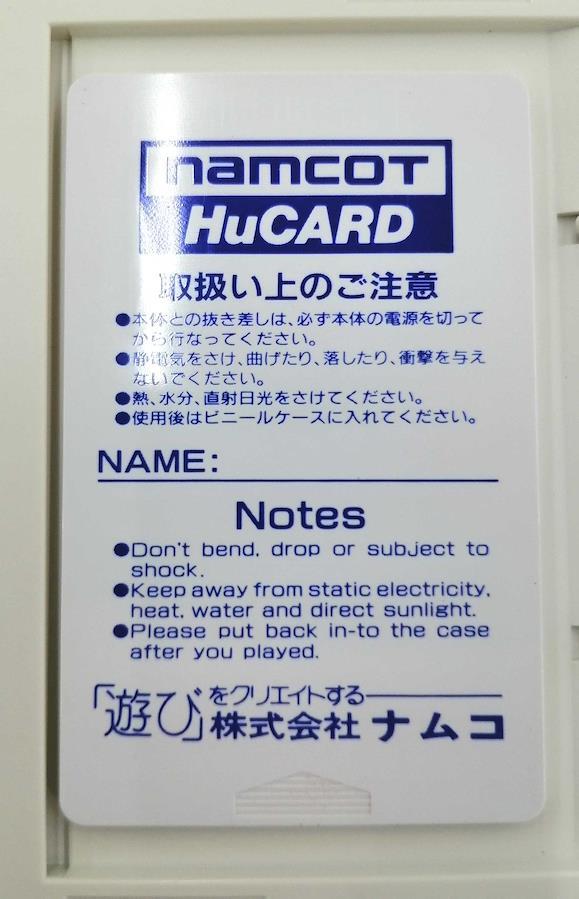 namcot
HuCARD
取扱い上のご注意
●本体との抜き差しは、必ず本体の電源を切って
から行なってください。
●静電気をさけ、曲げたり、落したり、衝撃を与え
ないでください。
●熱、水分、直射日光をさけてください。
●使用後はビニールケースに入れてください。
NAME:
Notes
●Don't bend, drop or subject to
shock.
●Keep away from static electricity,
heat, water and direct sunlight.
●Please put back in-to the case
after you played.
「遊び」をクリエイトする
株式会社ナムコ